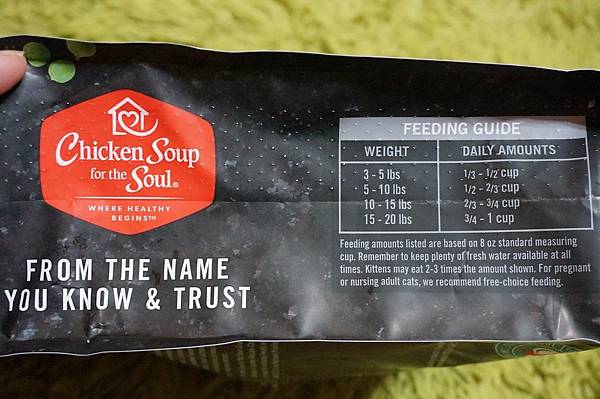 Chicken Soup
for the
Soul®
WHERE HEALTHY
BEGINS™
FROM THE NAME
YOU KNOW & TRUST
FEEDING GUIDE
WEIGHT DAILY AMOUNTS
3 - 5 lbs 1/3 - 1/2 cup
5 - 10 lbs 1/2 - 2/3 cup
10 - 15 lbs 2/3 - 3/4 cup
15 - 20 lbs 3/4 - 1 cup
Feeding amounts listed are based on 8 oz standard measuring
cup. Remember to keep plenty of fresh water available at all
times. Kittens may eat 2-3 times the amount shown. For pregnant
or nursing adult cats, we recommend free-choice feeding.